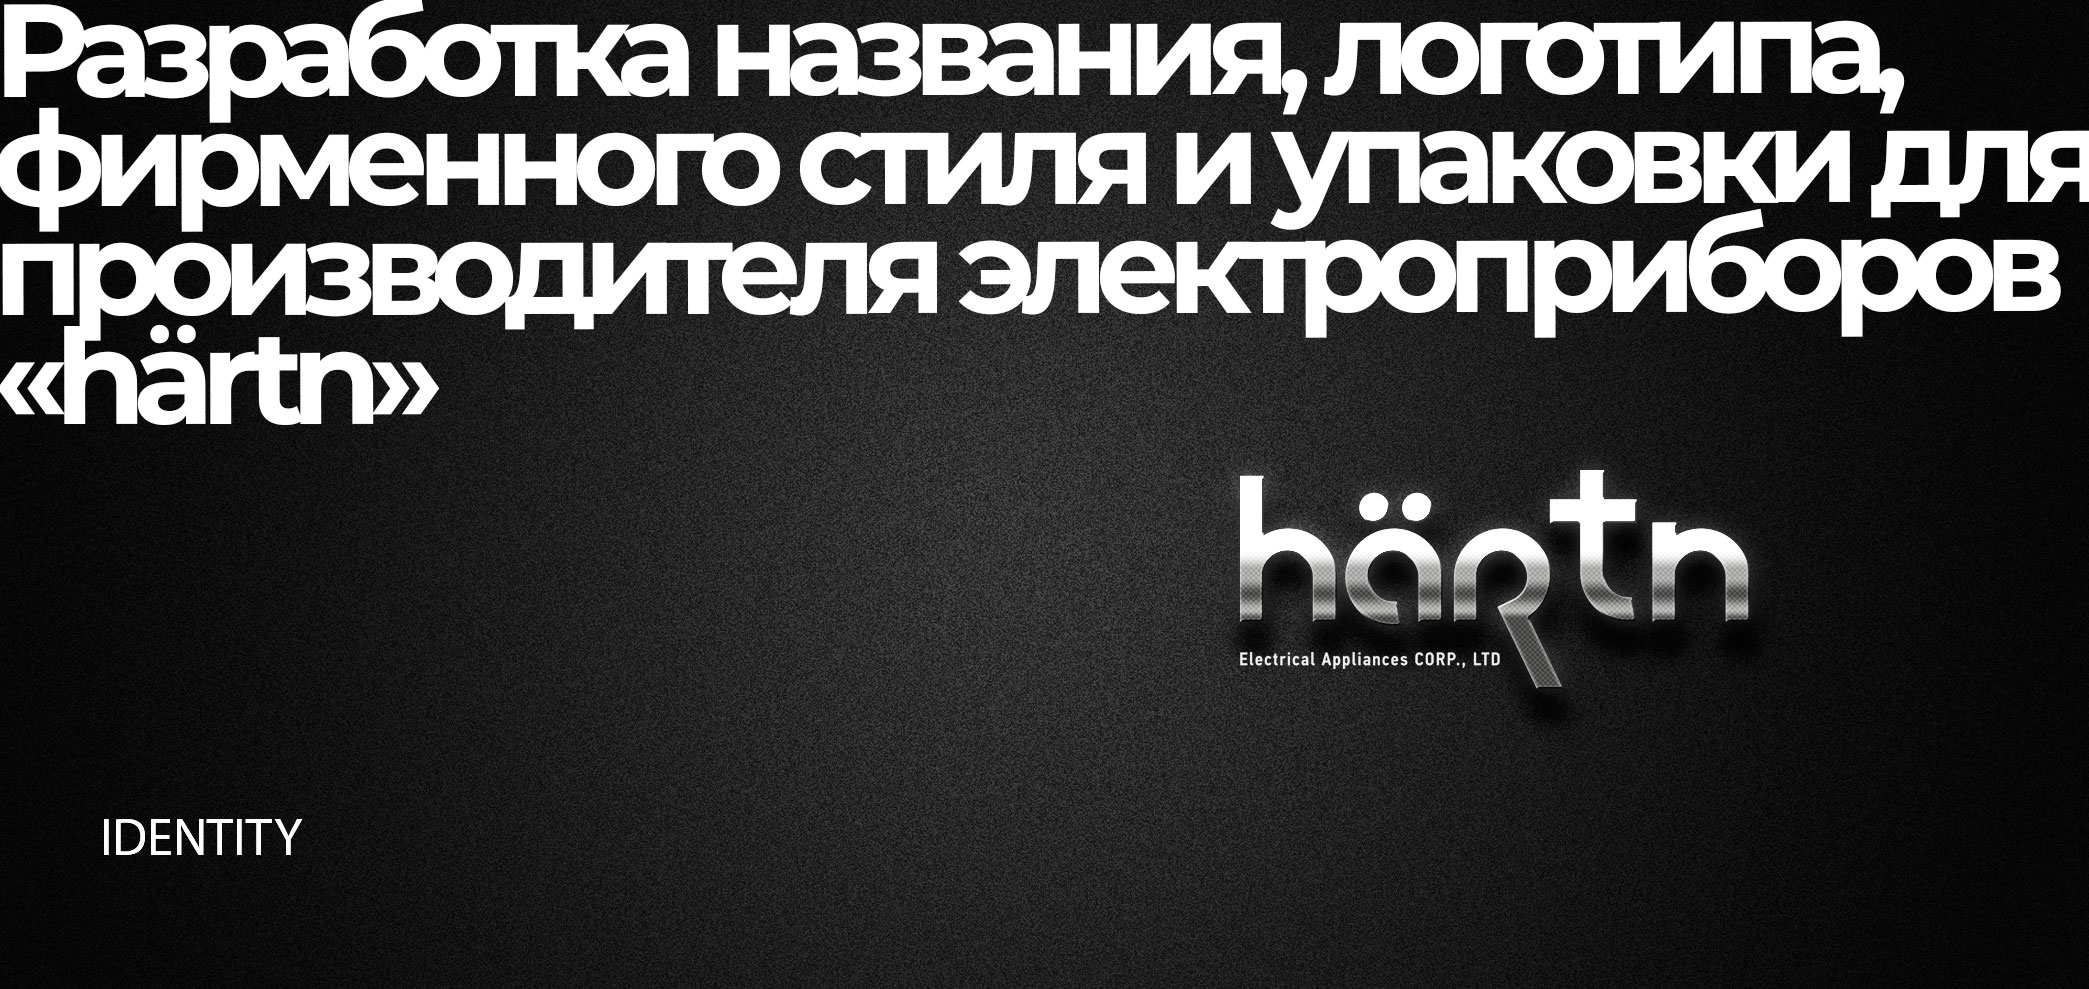 Разработка названия, логотипа,
фирменного стиля и упаковки для
производителя электроприборов
«härtn»
härtn
Electrical Appliances CORP., LTD
IDENTITY